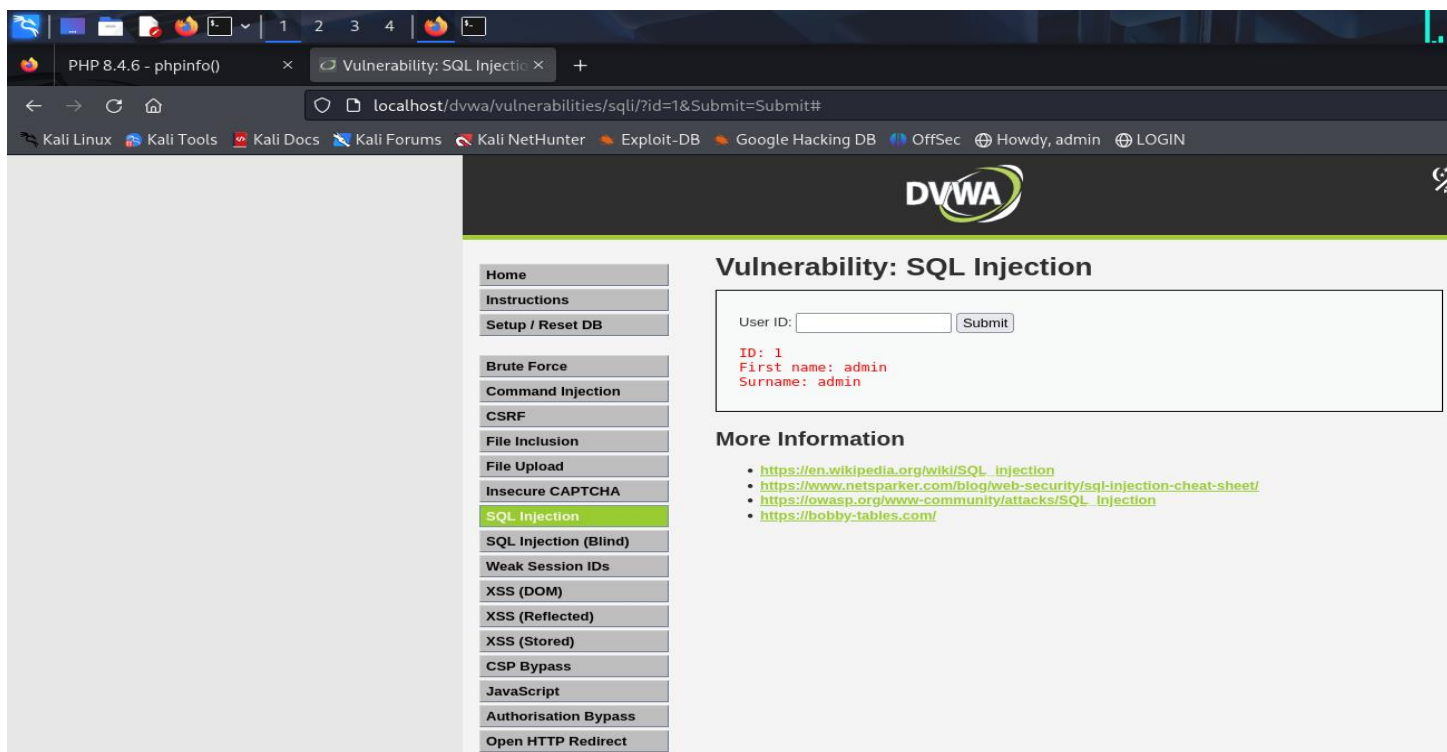 1 2 3 4
PHP 8.4.6 - phpinfo() × Vulnerability: SQL Injectio × +
localhost/dvwa/vulnerabilities/sqli/?id=1&Submit=Submit#
Kali Linux Kali Tools Kali Docs Kali Forums Kali NetHunter Exploit-DB Google Hacking DB OffSec Howdy, admin LOGIN
DVWA
Home
Instructions
Setup / Reset DB
Brute Force
Command Injection
CSRF
File Inclusion
File Upload
Insecure CAPTCHA
SQL Injection
SQL Injection (Blind)
Weak Session IDs
XSS (DOM)
XSS (Reflected)
XSS (Stored)
CSP Bypass
JavaScript
Authorisation Bypass
Open HTTP Redirect
Vulnerability: SQL Injection
User ID: Submit
ID: 1
First name: admin
Surname: admin
More Information
• https://en.wikipedia.org/wiki/SQL_injection
• https://www.netsparker.com/blog/web-security/sql-injection-cheat-sheet/
• https://owasp.org/www-community/attacks/SQL_Injection
• https://bobby-tables.com/